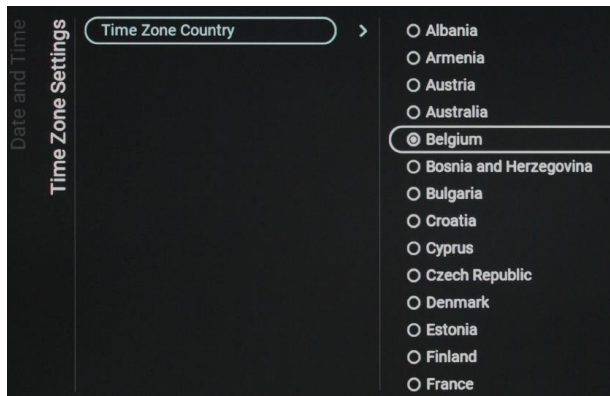 Date and Time
Time Zone Settings
Time Zone Country
Albania
Armenia
Austria
Australia
Belgium
Bosnia and Herzegovina
Bulgaria
Croatia
Cyprus
Czech Republic
Denmark
Estonia
Finland
France